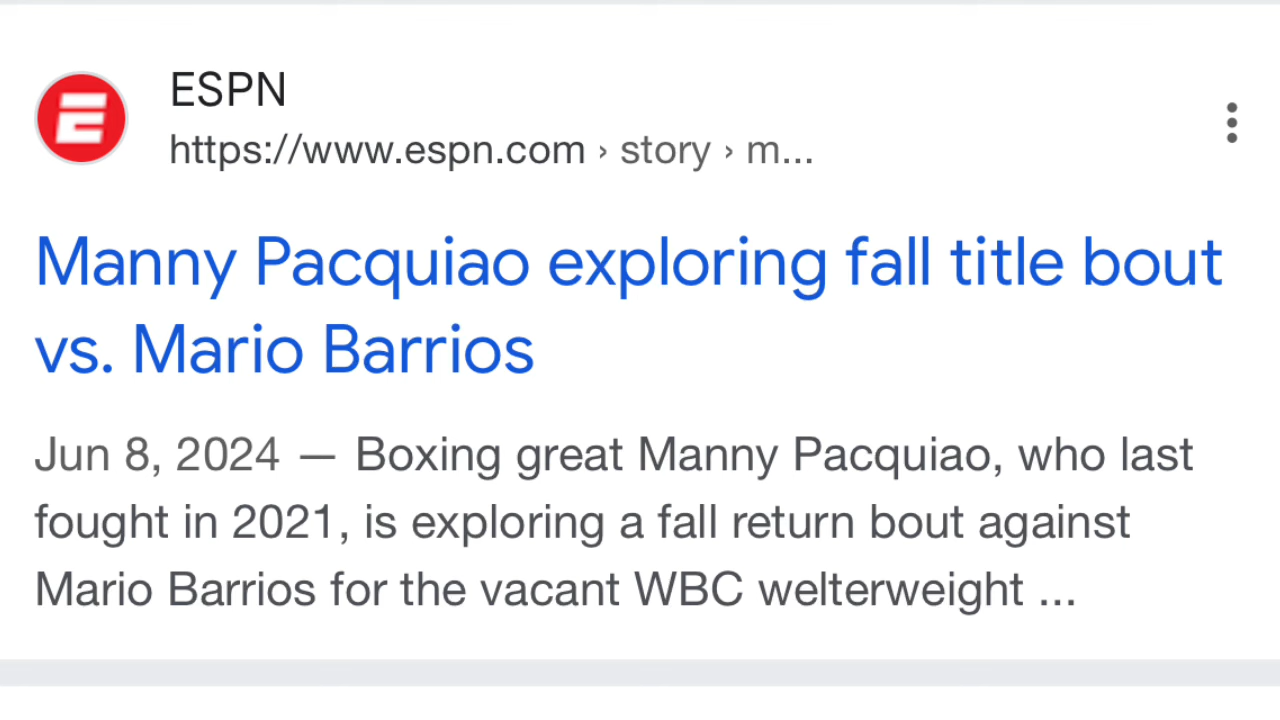 ESPN
https://www.espn.com › story › m...
Manny Pacquiao exploring fall title bout
vs. Mario Barrios
Jun 8, 2024 — Boxing great Manny Pacquiao, who last
fought in 2021, is exploring a fall return bout against
Mario Barrios for the vacant WBC welterweight ...